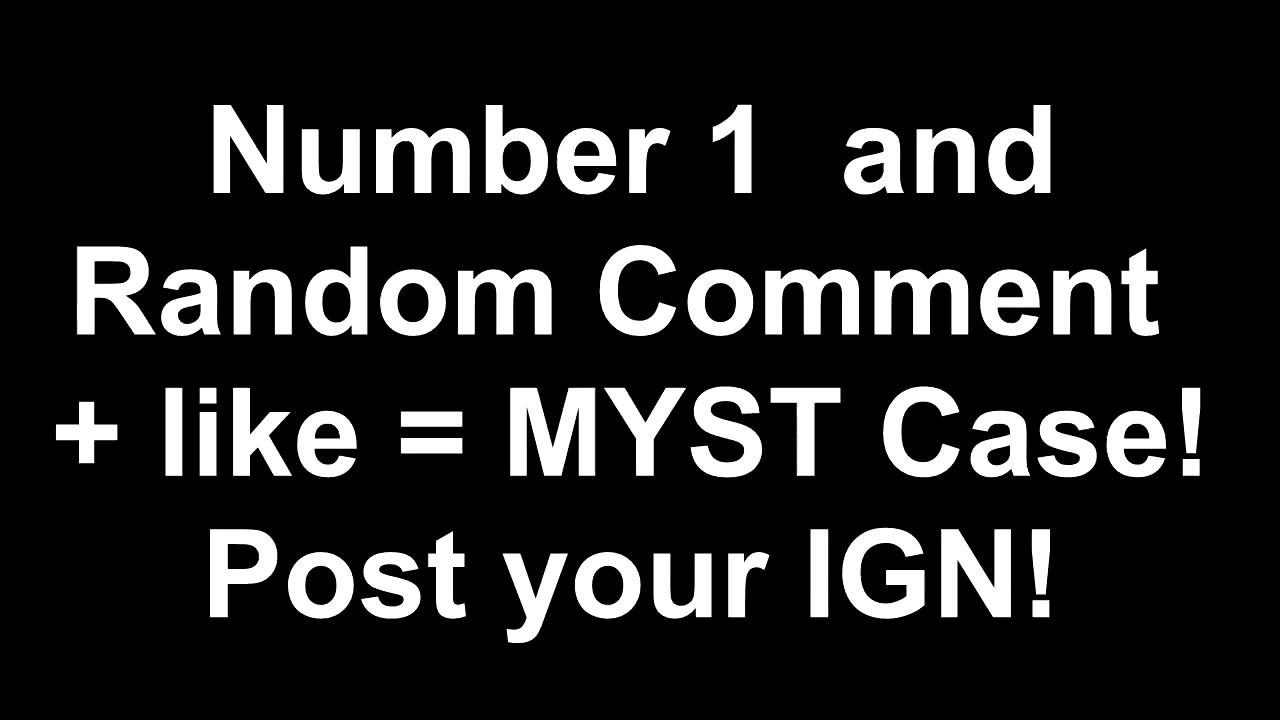 Number 1  and
Random Comment
+ like = MYST Case!
Post your IGN!